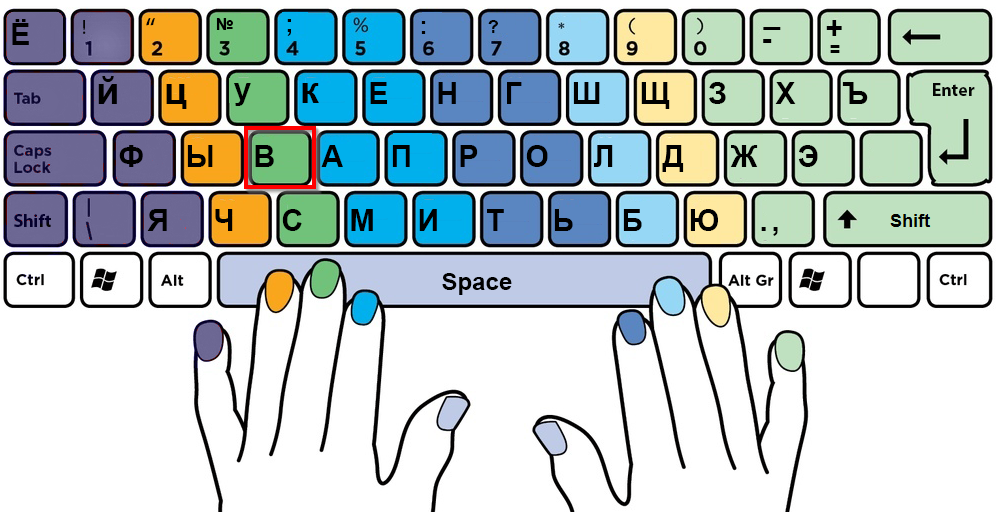 Ё ! 1 “ 2 № 3 ; 4 % 5 : 6 ? 7 * 8 ( 9 ) 0 — - + =
Tab Й Ц У К Е Н Г Ш Щ З Х Ъ Enter
Caps Lock Ф Ы В А П Р О Л Д Ж Э
Shift | \ Я Ч С М И Т Ь Б Ю . , Shift
Ctrl Alt Space Alt Gr Ctrl